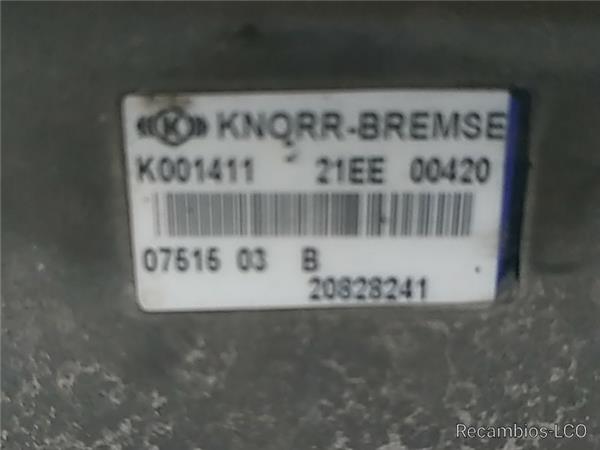 K KNORR-BREMSE
K001411 21EE 00420
07515 03 B
20828241
Recambios-LCO